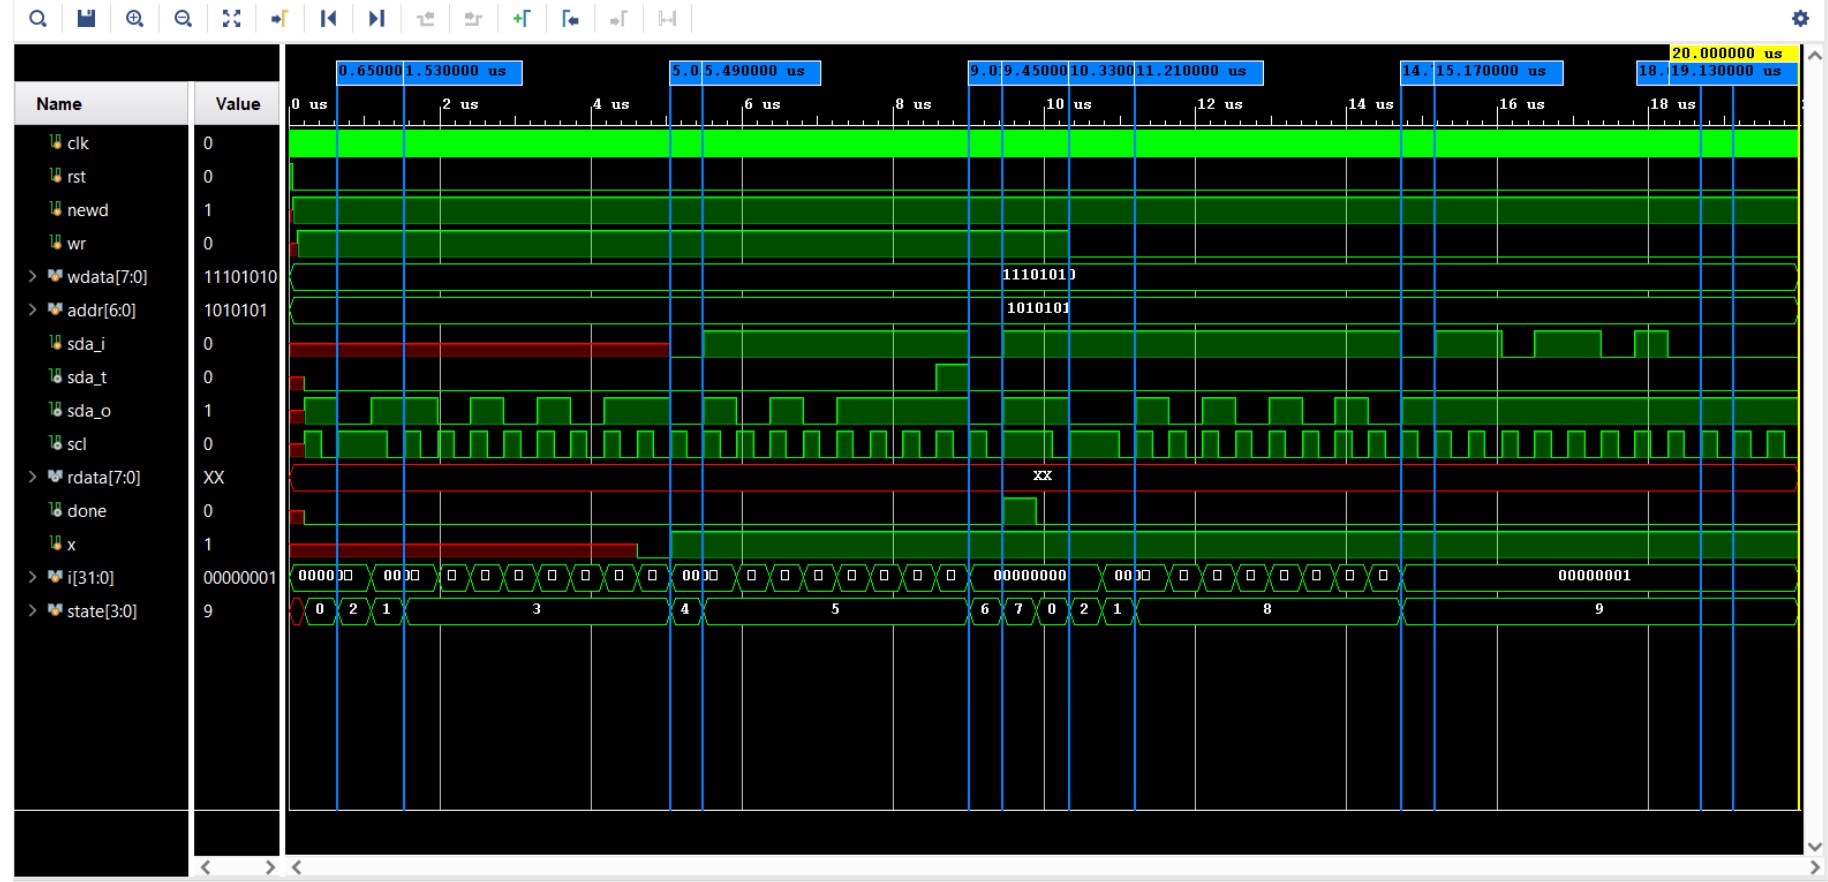 20.000000 us
0.65000 1.530000 us 5.0 5.490000 us 9.0 9.45000 10.3300 11.210000 us 14. 15.170000 us 18. 19.130000 us
Name Value 0 us 2 us 4 us 6 us 8 us 10 us 12 us 14 us 16 us 18 us
clk 0
rst 0
newd 1
wr 0
wdata[7:0] 11101010 11101010
addr[6:0] 1010101 1010101
sda_i 0
sda_t 0
sda_o 1
scl 0
rdata[7:0] XX XX
done 0
x 1
i[31:0] 00000001 0000 000 00 00000000 000 00000001
state[3:0] 9 0 2 1 3 4 5 6 7 0 2 1 8 9